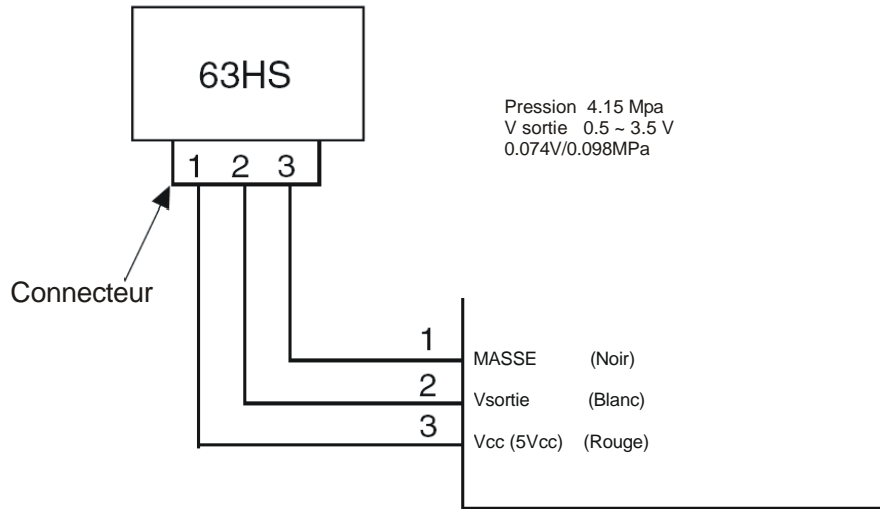 63HS
Pression 4.15 Mpa
V sortie 0.5 ~ 3.5 V
0.074V/0.098MPa
1 2 3
Connecteur
1 MASSE (Noir)
2 Vsortie (Blanc)
3 Vcc (5Vcc) (Rouge)